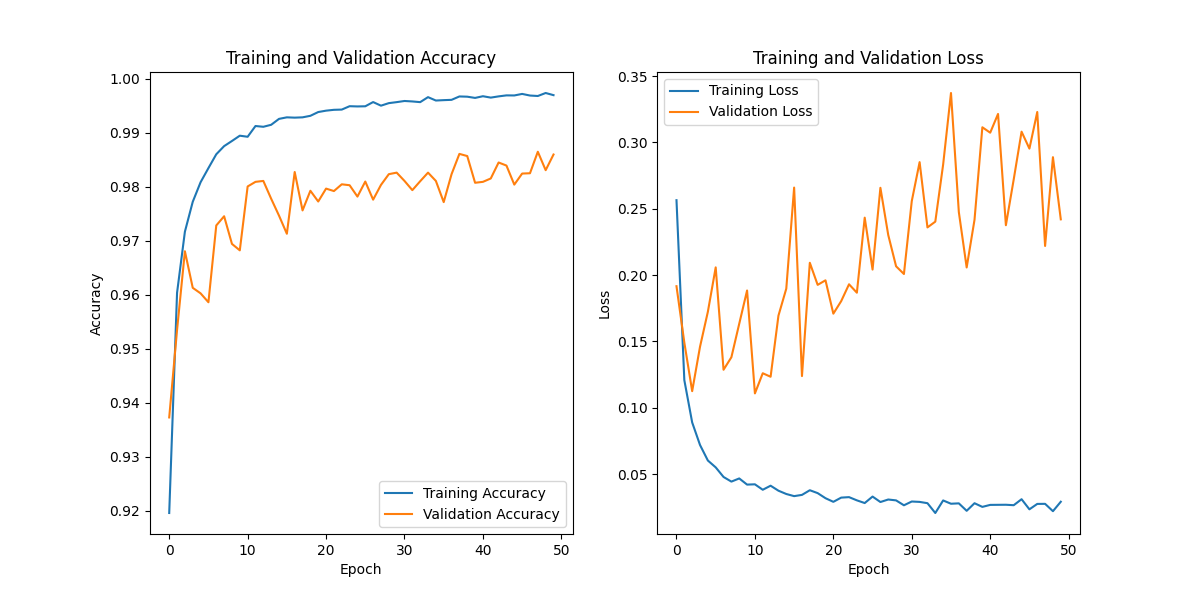 Training and Validation Accuracy
1.00
0.99
0.98
0.97
0.96
0.95
0.94
0.93
0.92
Accuracy
0 10 20 30 40 50
Epoch
Training Accuracy
Validation Accuracy
Training and Validation Loss
0.35
0.30
0.25
0.20
0.15
0.10
0.05
Loss
0 10 20 30 40 50
Epoch
Training Loss
Validation Loss